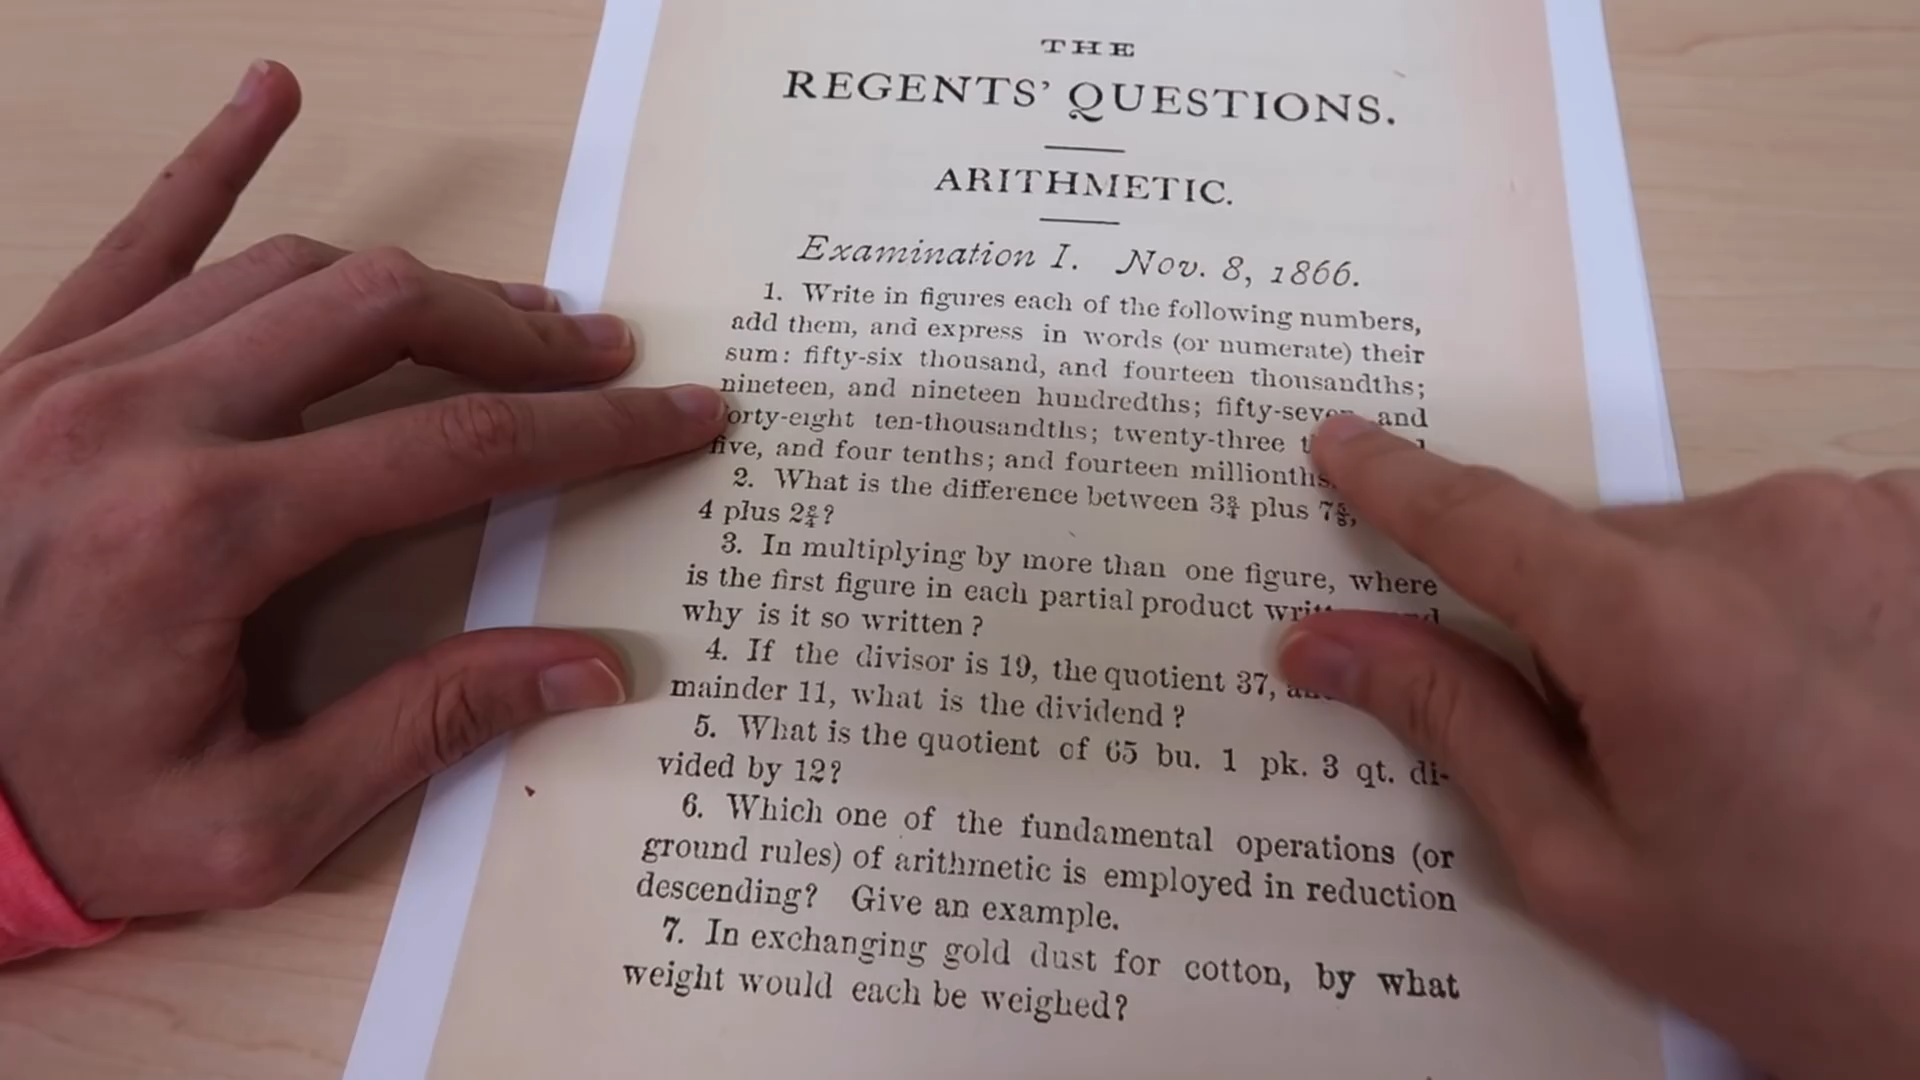 THE
REGENTS' QUESTIONS.
ARITHMETIC.
Examination I. Nov. 8, 1866.
1. Write in figures each of the following numbers,
add them, and express in words (or numerate) their
sum: fifty-six thousand, and fourteen thousandths;
nineteen, and nineteen hundredths; fifty-seven, and
forty-eight ten-thousandths; twenty-three
five, and four tenths; and fourteen millionths.
2. What is the difference between 3¾ plus 7⅝,
4 plus 2¾?
3. In multiplying by more than one figure, where
is the first figure in each partial product
why is it so written?
4. If the divisor is 19, the quotient 37,
mainder 11, what is the dividend?
5. What is the quotient of 65 bu. 1 pk. 3 qt. di-
vided by 12?
6. Which one of the fundamental operations (or
ground rules) of arithmetic is employed in reduction
descending? Give an example.
7. In exchanging gold dust for cotton, by what
weight would each be weighed?